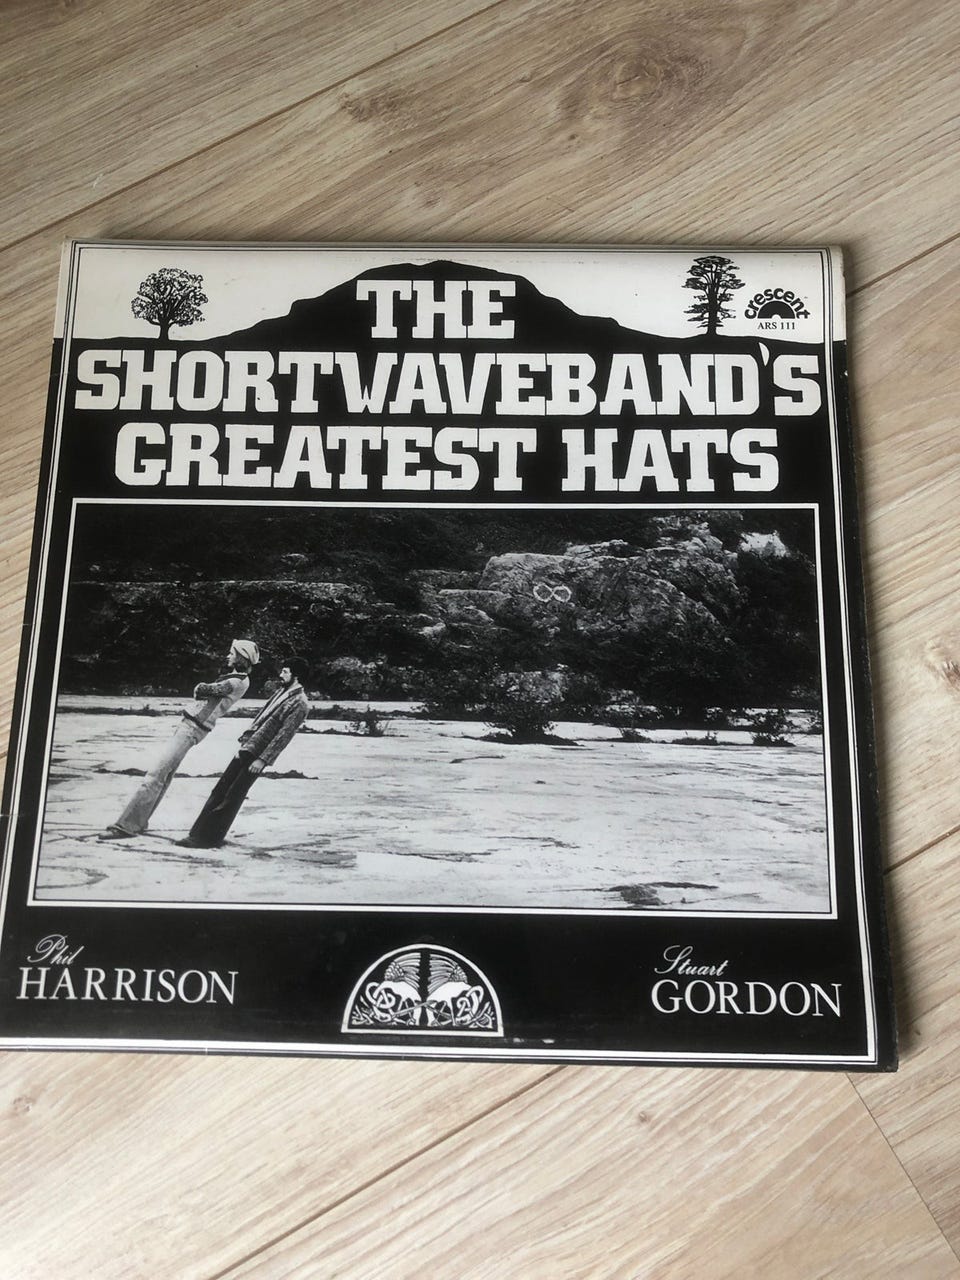 crescent
ARS 111
THE
SHORTWAVEBAND'S
GREATEST HATS
Phil
HARRISON
Stuart
GORDON